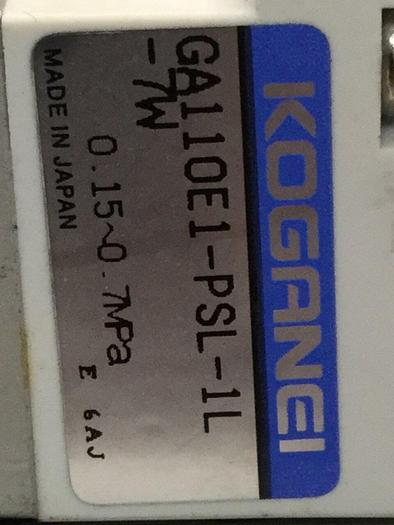 KOGANEI
GA110E1-PSL-1L
-7W
0.15~0.7MPa
E 6AJ
MADE IN JAPAN